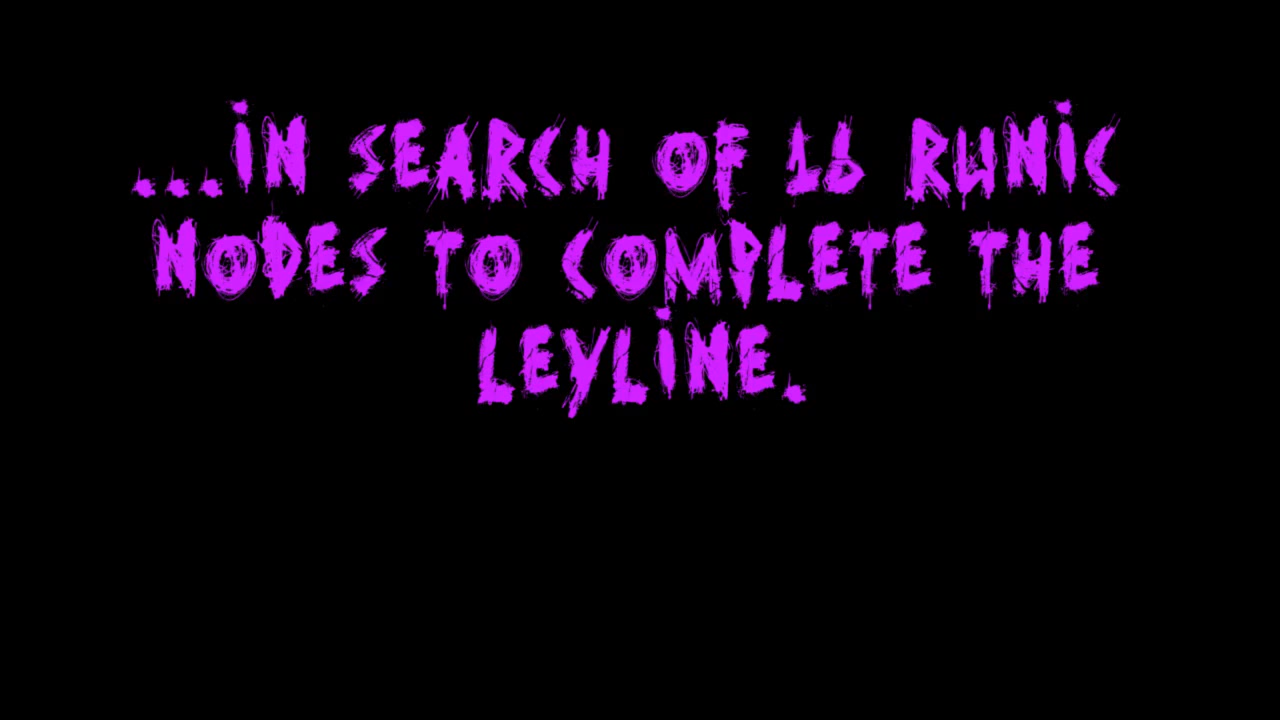 ...IN SEARCH OF 16 RUNIC
NODES TO COMPLETE THE
LEYLINE.